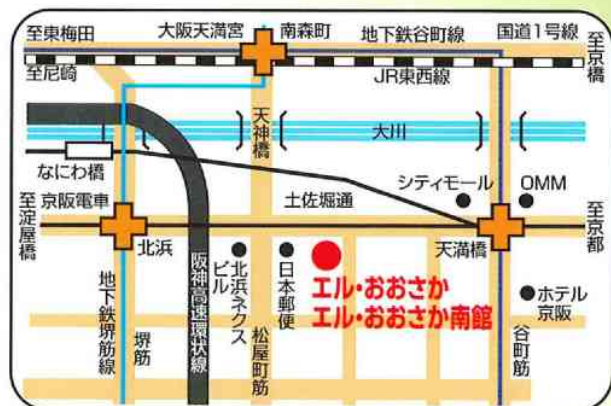 至東梅田
大阪天満宮
南森町
地下鉄谷町線
国道1号線
至京橋
至尼崎
JR東西線
天神橋
大川
なにわ橋
シティモール
OMM
至淀屋橋
京阪電車
土佐堀通
至京都
北浜
天満橋
地下鉄堺筋線
堺筋
阪神高速環状線
北浜ネクス
ビル
松屋町筋
日本郵便
エル・おおさか
エル・おおさか南館
ホテル
京阪
谷町筋